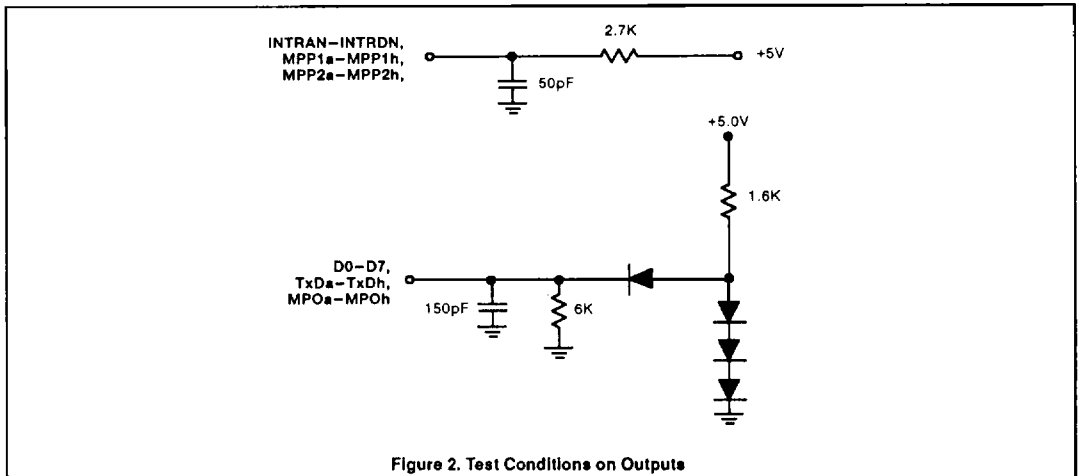 2.7K
INTRAN–INTRDN,
MPP1a–MPP1h,
MPP2a–MPP2h,
+5V
50pF
+5.0V
1.6K
D0–D7,
TxDa–TxDh,
MPOa–MPOh
150pF
6K
Figure 2. Test Conditions on Outputs